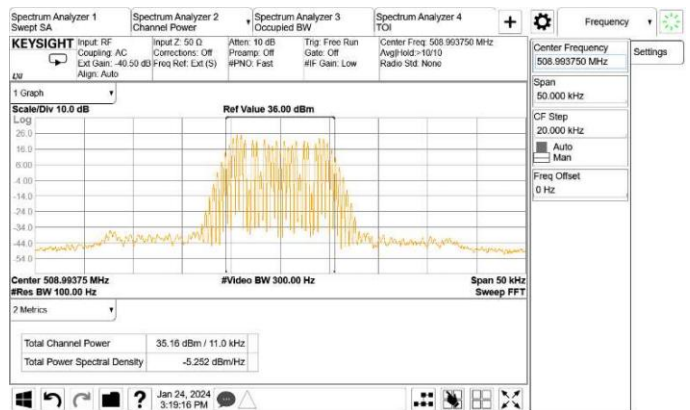 Spectrum Analyzer 1
Swept SA
Spectrum Analyzer 2
Channel Power
Spectrum Analyzer 3
Occupied BW
Spectrum Analyzer 4
TOI
+
Frequency
KEYSIGHT
LXI
Input: RF
Coupling: AC
Ext Gain: -40.50 dB
Align: Auto
Input Z: 50 Ω
Corrections: Off
Freq Ref: Ext (S)
Atten: 10 dB
Preamp: Off
#PNO: Fast
Trig: Free Run
Gate: Off
#IF Gain: Low
Center Freq: 508.993750 MHz
Avg|Hold:>10/10
Radio Std: None
Center Frequency
508.993750 MHz
Settings
Span
50.000 kHz
CF Step
20.000 kHz
Auto
Man
Freq Offset
0 Hz
1 Graph
Scale/Div 10.0 dB
Ref Value 36.00 dBm
Log
26.0
16.0
6.00
-4.00
-14.0
-24.0
-34.0
-44.0
-54.0
Center 508.99375 MHz
#Video BW 300.00 Hz
Span 50 kHz
#Res BW 100.00 Hz
Sweep FFT
2 Metrics
Total Channel Power 35.16 dBm / 11.0 kHz
Total Power Spectral Density -5.252 dBm/Hz
?
Jan 24, 2024
3:19:16 PM